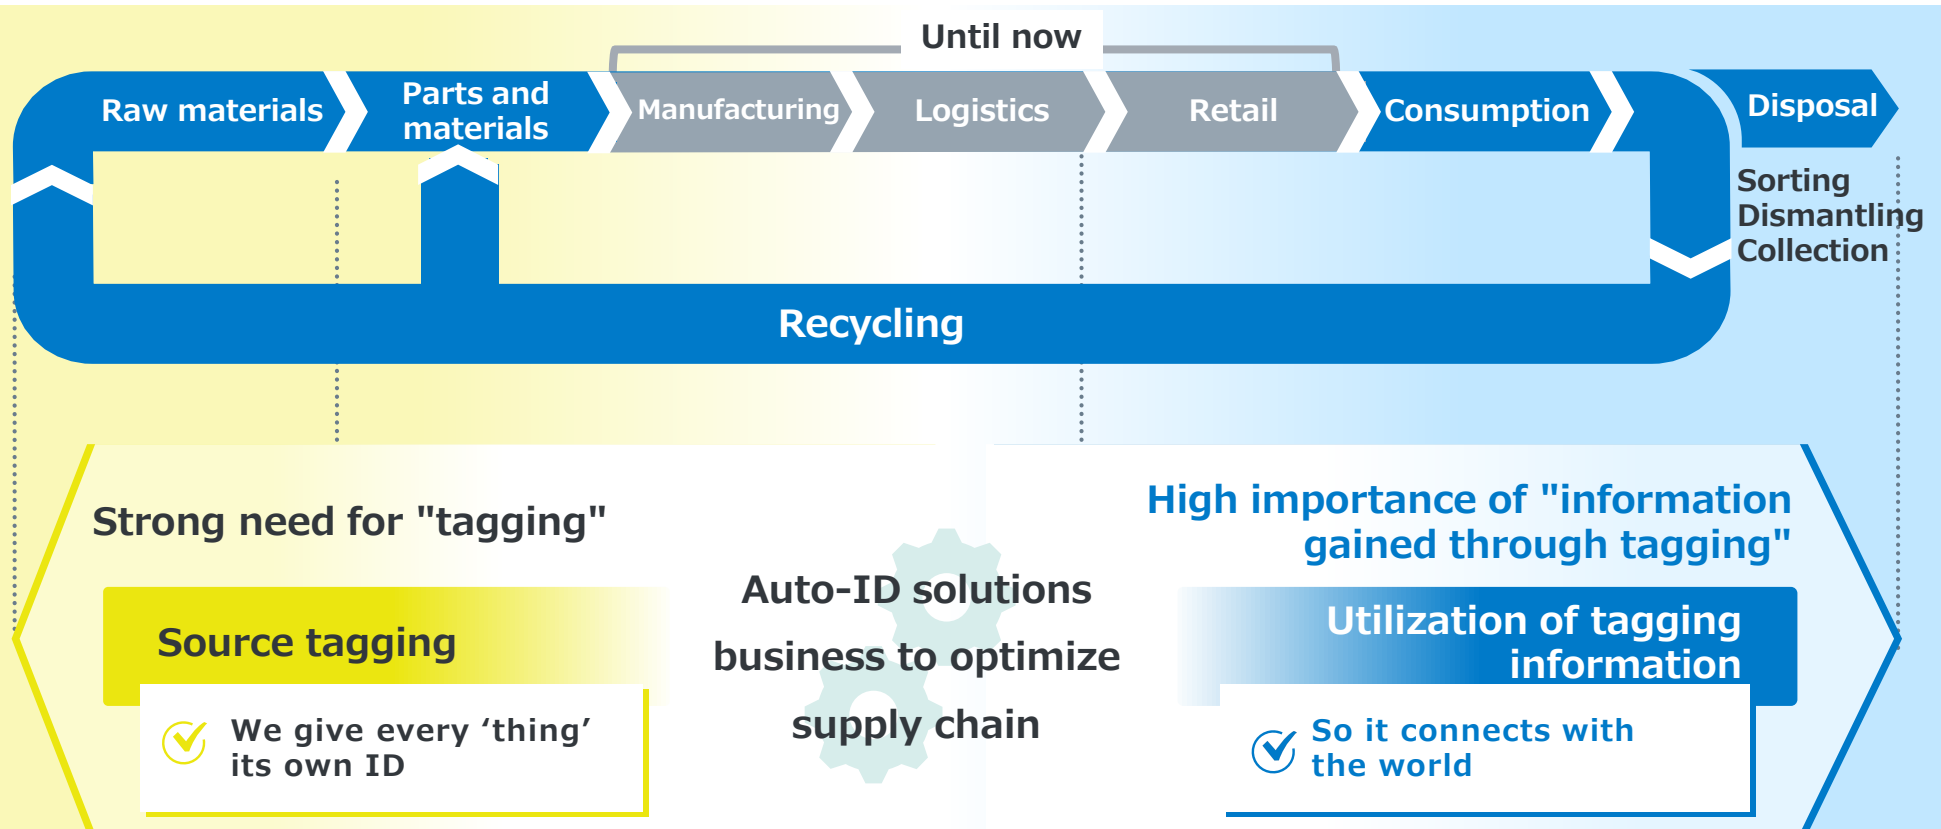 Until now
Raw materials
Parts and
materials
Manufacturing
Logistics
Retail
Consumption
Disposal
Sorting
Dismantling
Collection
Recycling
Strong need for "tagging"
Source tagging
We give every ‘thing’
its own ID
Auto-ID solutions
business to optimize
supply chain
High importance of "information
gained through tagging"
Utilization of tagging
information
So it connects with
the world